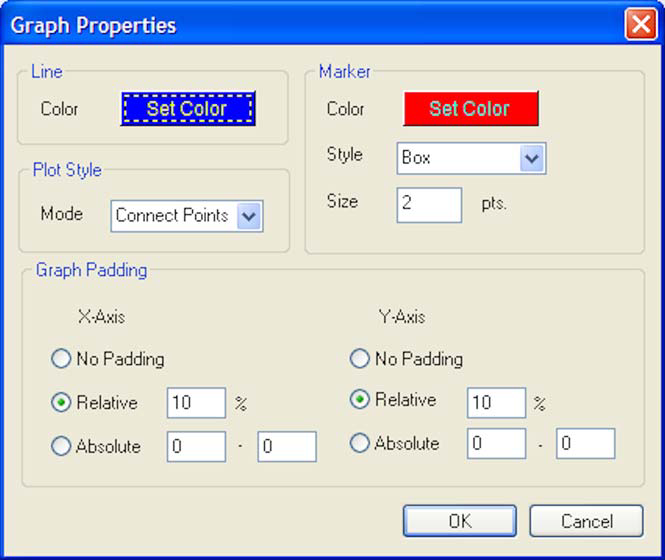 Graph Properties
Line
Color Set Color
Plot Style
Mode Connect Points
Marker
Color Set Color
Style Box
Size 2 pts.
Graph Padding
X-Axis
No Padding
Relative 10 %
Absolute 0 - 0
Y-Axis
No Padding
Relative 10 %
Absolute 0 - 0
OK Cancel